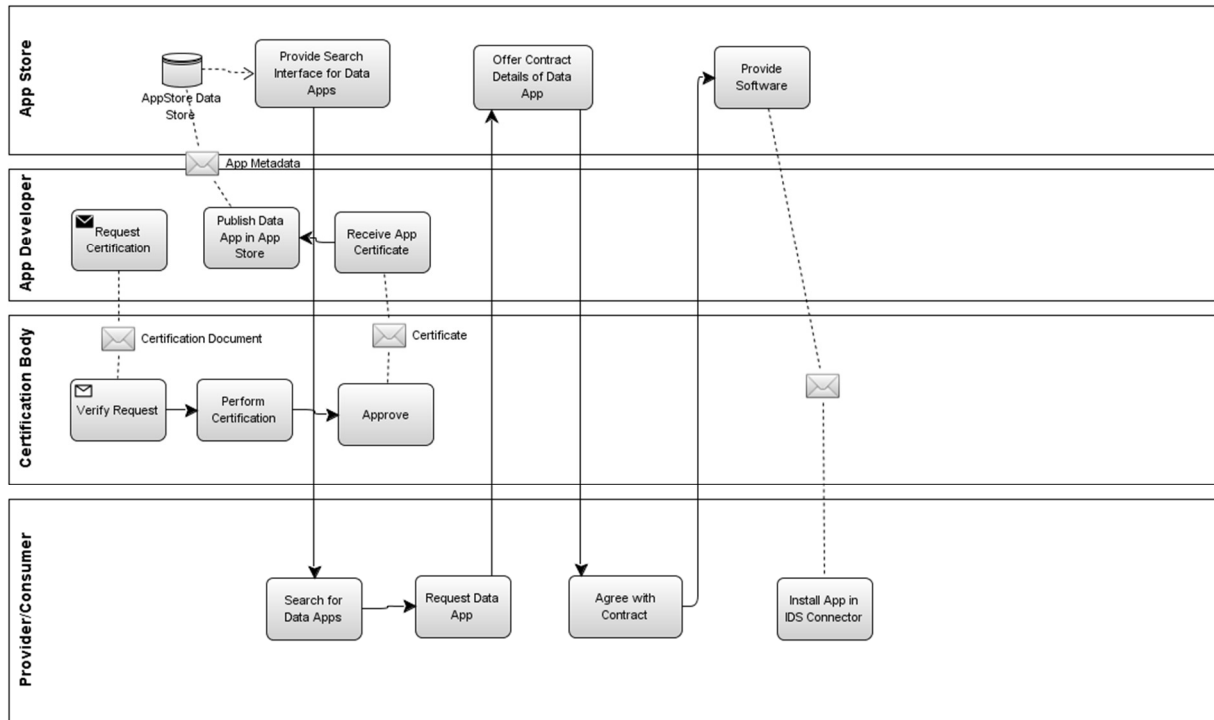 App Store
Provide Search
Interface for Data
Apps
AppStore Data
Store
Offer Contract
Details of Data
App
Provide
Software
App Metadata
App Developer
Request
Certification
Publish Data
App in App
Store
Receive App
Certificate
Certification Body
Certification Document
Certificate
Verify Request
Perform
Certification
Approve
Provider/Consumer
Search for
Data Apps
Request Data
App
Agree with
Contract
Install App in
IDS Connector